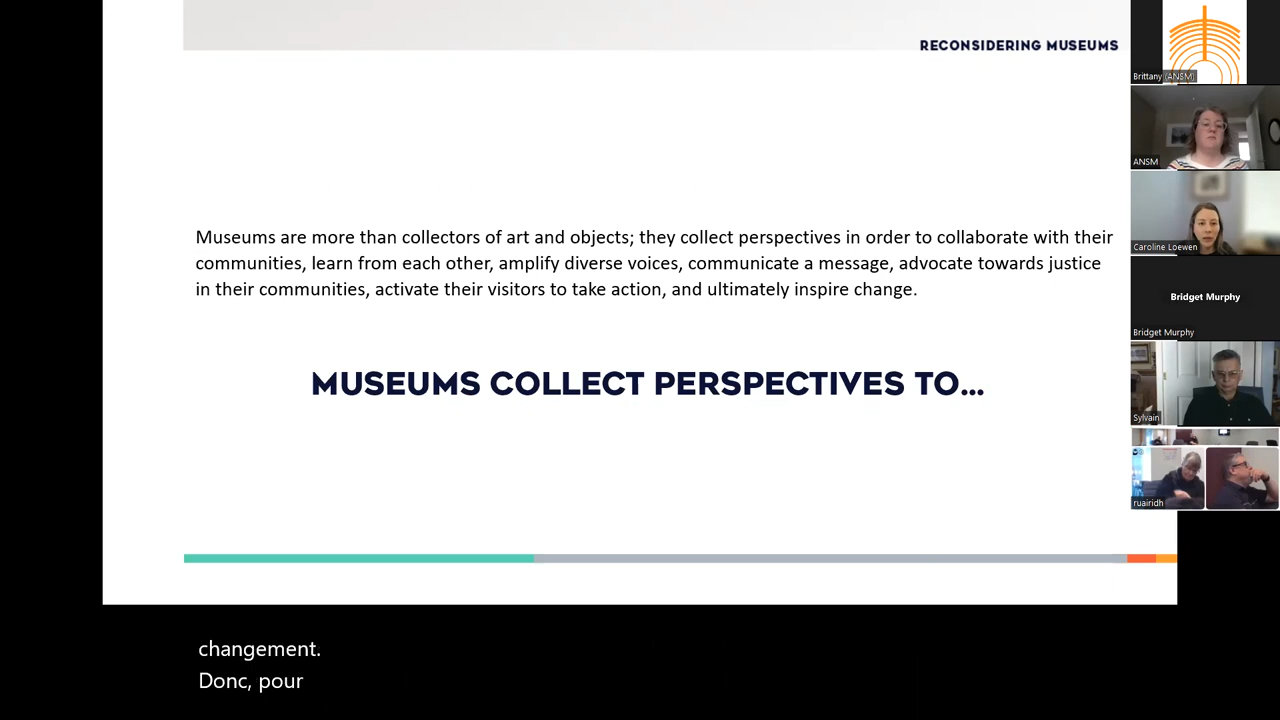 RECONSIDERING MUSEUMS
Museums are more than collectors of art and objects; they collect perspectives in order to collaborate with their
communities, learn from each other, amplify diverse voices, communicate a message, advocate towards justice
in their communities, activate their visitors to take action, and ultimately inspire change.
MUSEUMS COLLECT PERSPECTIVES TO...
changement.
Donc, pour
Brittany (ANSM)
ANSM
Caroline Loewen
Bridget Murphy
Bridget Murphy
Sylvain
ruairidh